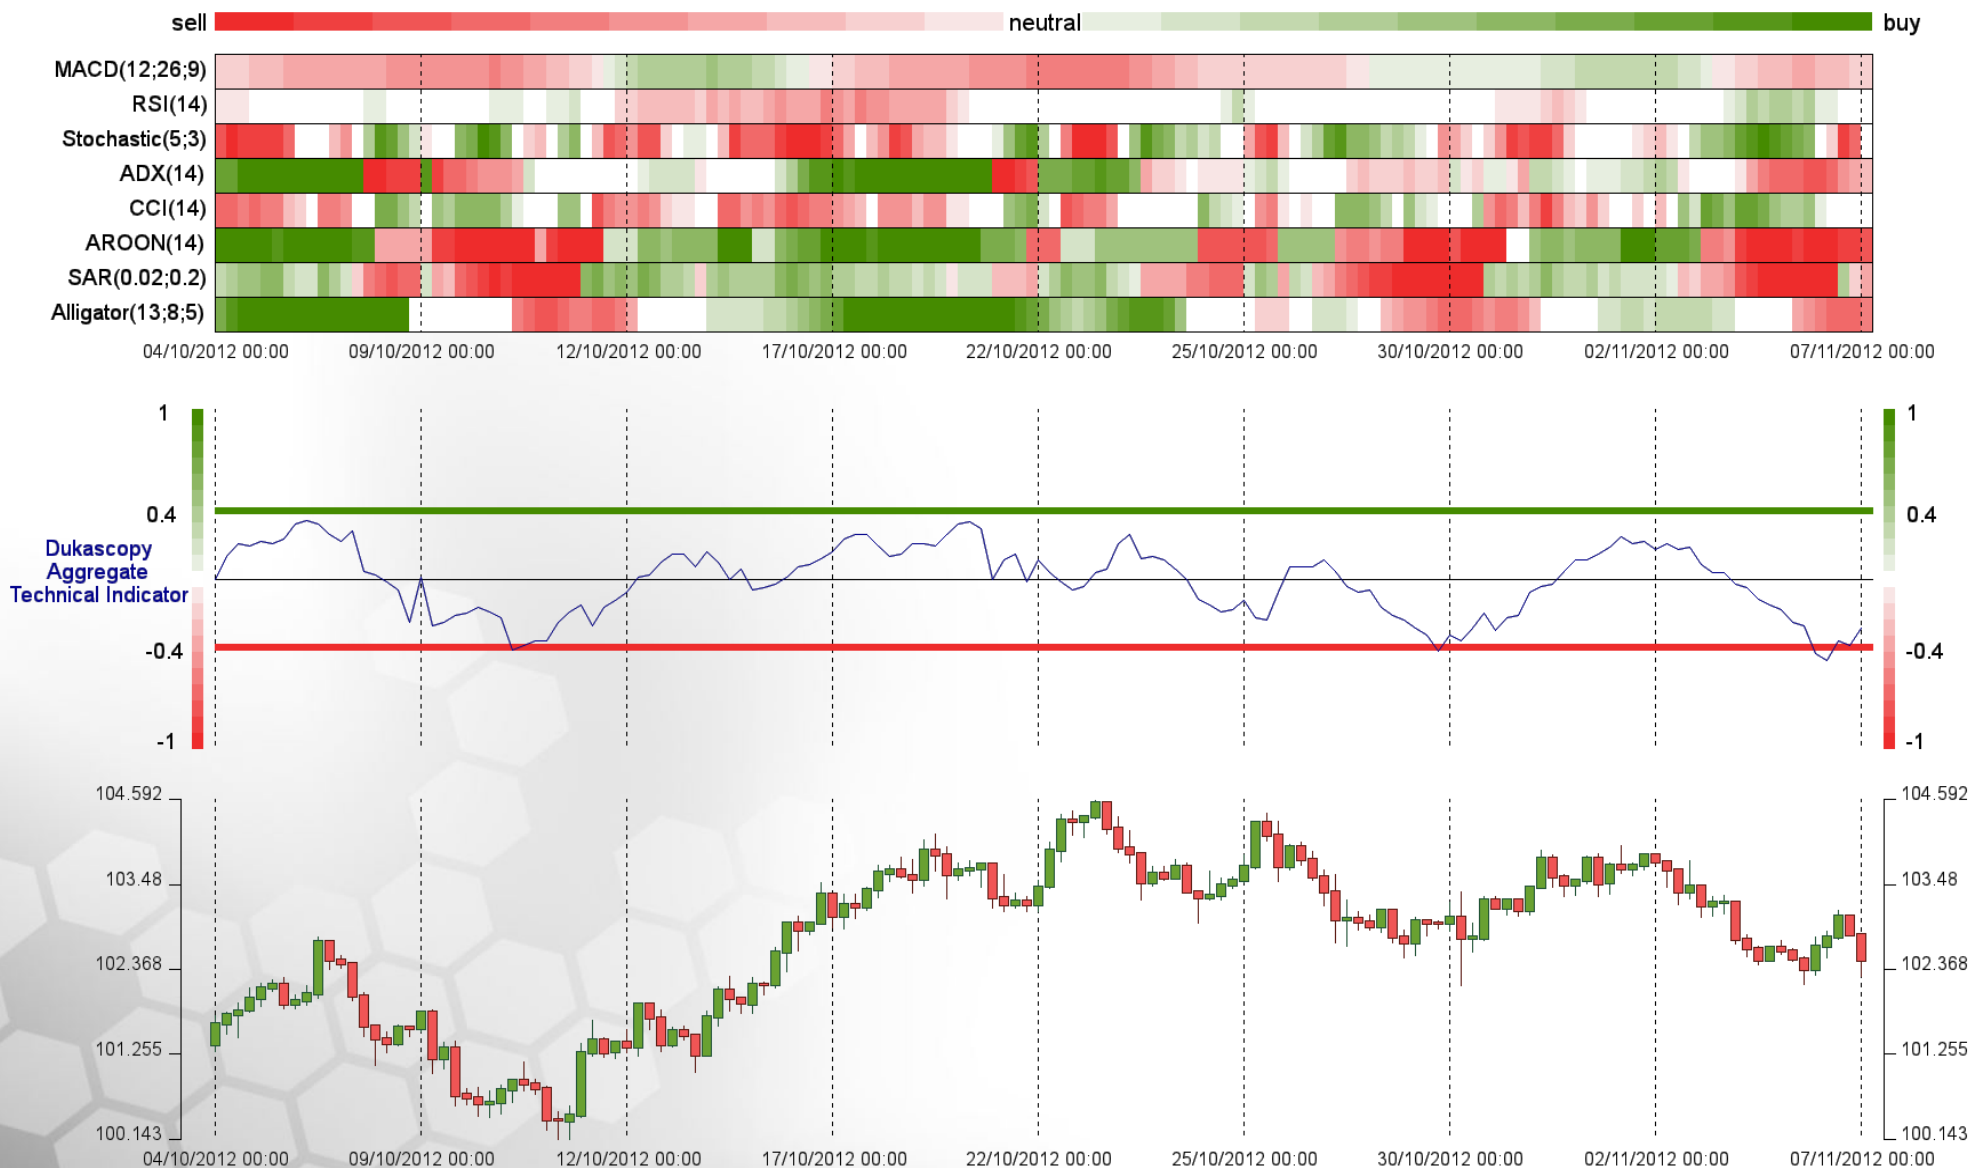 sell neutral buy
MACD(12;26;9)
RSI(14)
Stochastic(5;3)
ADX(14)
CCI(14)
AROON(14)
SAR(0.02;0.2)
Alligator(13;8;5)
04/10/2012 00:00 09/10/2012 00:00 12/10/2012 00:00 17/10/2012 00:00 22/10/2012 00:00 25/10/2012 00:00 30/10/2012 00:00 02/11/2012 00:00 07/11/2012 00:00
1 1
0.4 0.4
Dukascopy
Aggregate
Technical Indicator
-0.4 -0.4
-1 -1
104.592 104.592
103.48 103.48
102.368 102.368
101.255 101.255
100.143 100.143
04/10/2012 00:00 09/10/2012 00:00 12/10/2012 00:00 17/10/2012 00:00 22/10/2012 00:00 25/10/2012 00:00 30/10/2012 00:00 02/11/2012 00:00 07/11/2012 00:00